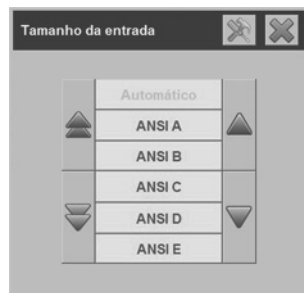 Tamanho da entrada
Automático
ANSI A
ANSI B
ANSI C
ANSI D
ANSI E